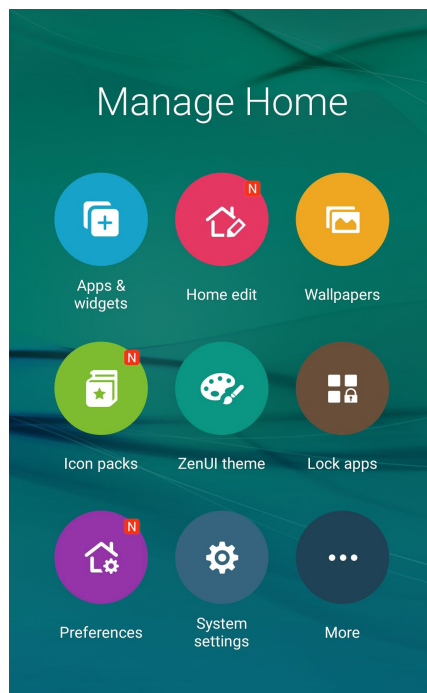 Manage Home
N
Apps &
widgets
Home edit
Wallpapers
N
Icon packs
ZenUI theme
Lock apps
N
Preferences
System
settings
More